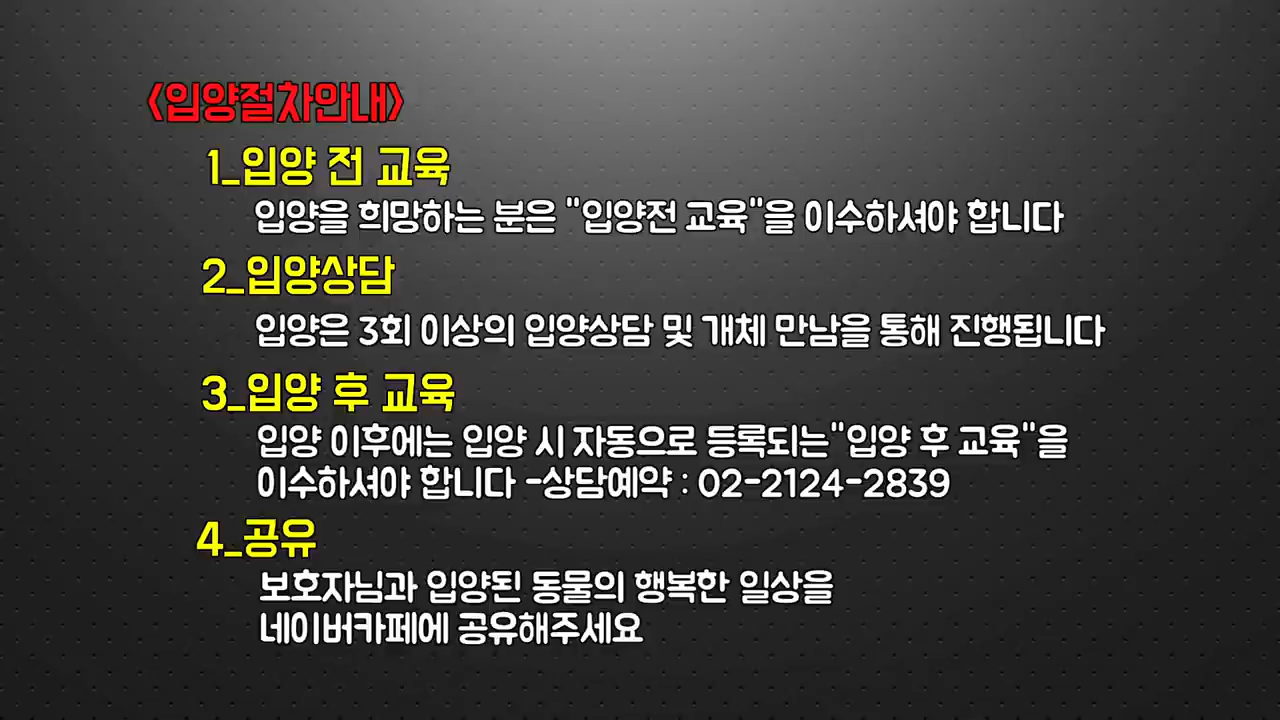 <입양절차안내>
1_입양 전 교육
입양을 희망하는 분은 "입양전 교육"을 이수하셔야 합니다
2_입양상담
입양은 3회 이상의 입양상담 및 개체 만남을 통해 진행됩니다
3_입양 후 교육
입양 이후에는 입양 시 자동으로 등록되는"입양 후 교육"을
이수하셔야 합니다 -상담예약 : 02-2124-2839
4_공유
보호자님과 입양된 동물의 행복한 일상을
네이버카페에 공유해주세요